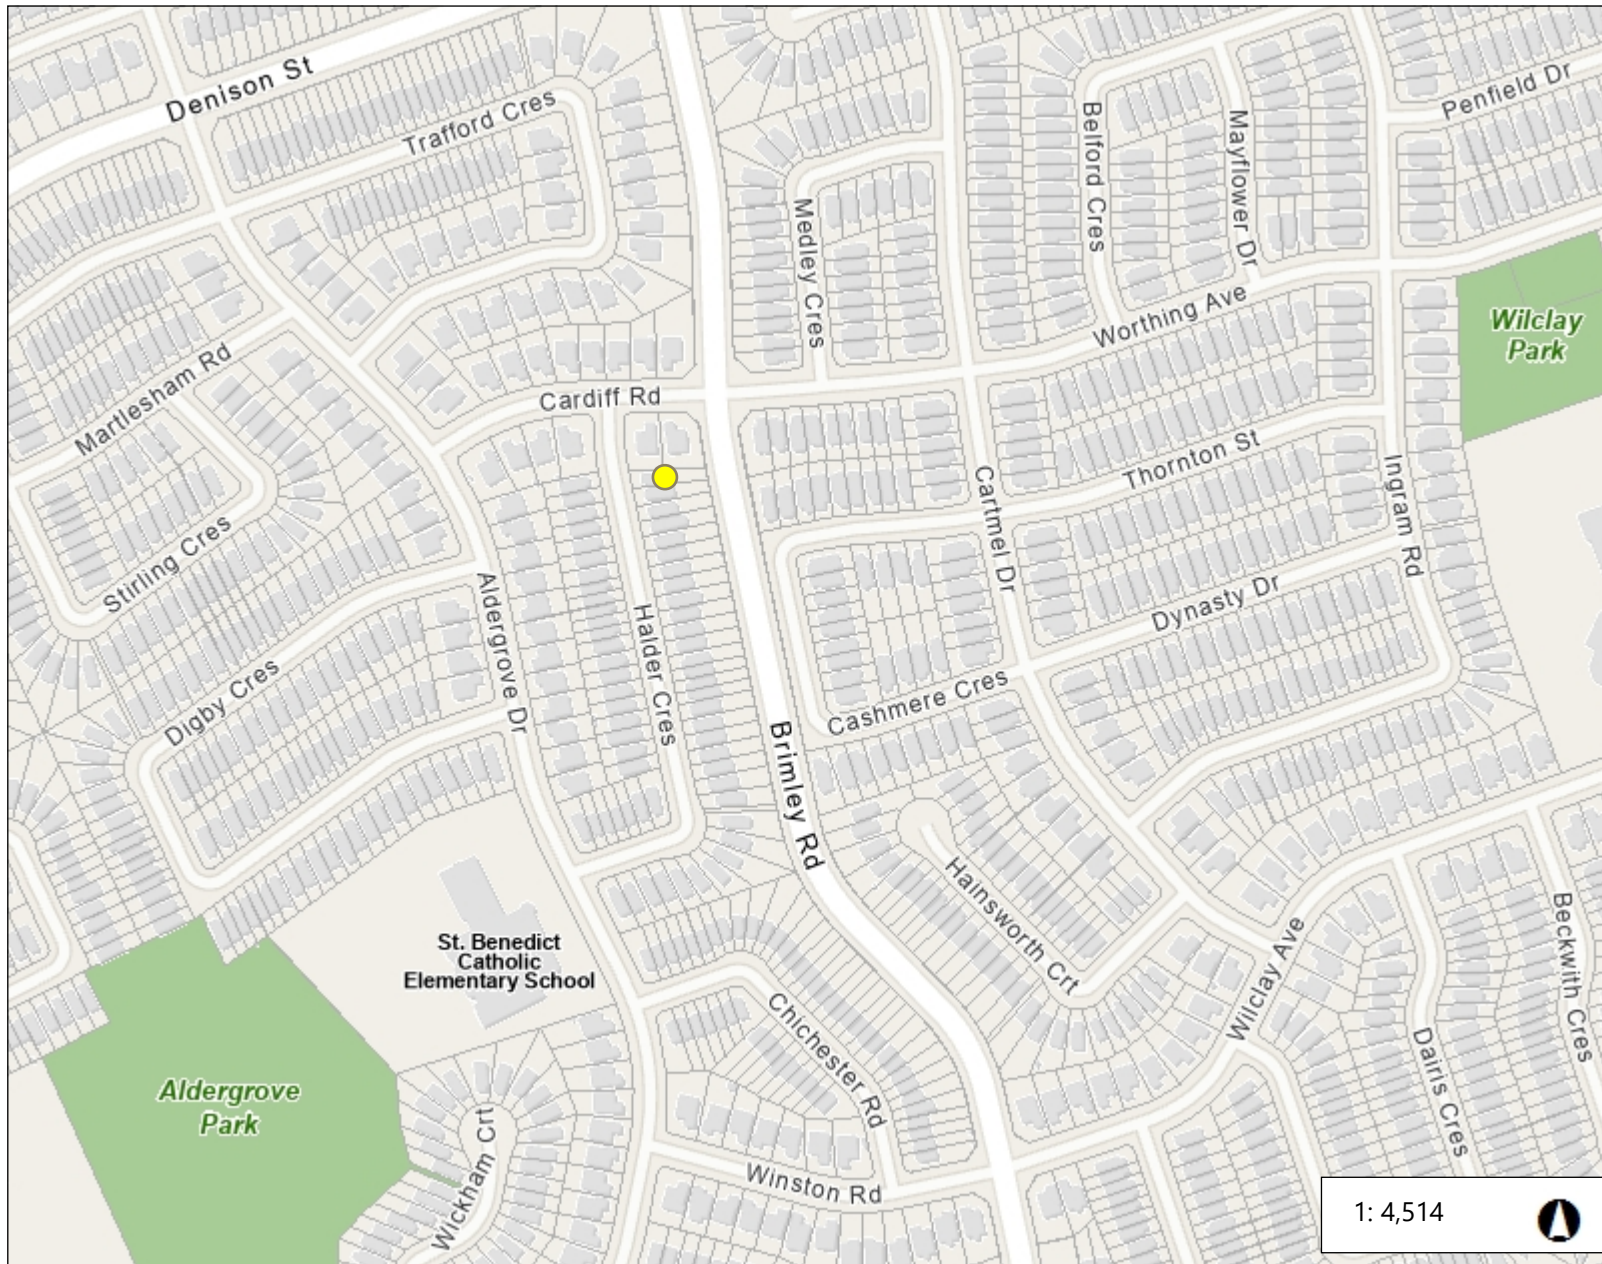 Denison St
Trafford Cres
Penfield Dr
Belford Cres
Mayflower Dr
Medley Cres
Worthing Ave
Wilclay
Park
Martlesham Rd
Cardiff Rd
Thornton St
Cartmel Dr
Ingram Rd
Stirling Cres
Aldergrove Dr
Halder Cres
Dynasty Dr
Digby Cres
Cashmere Cres
Brimley Rd
Hainsworth Crt
St. Benedict
Catholic
Elementary School
Wilclay Ave
Beckwith Cres
Chichester Rd
Dairis Cres
Aldergrove
Park
Wickham Crt
Winston Rd
1: 4,514